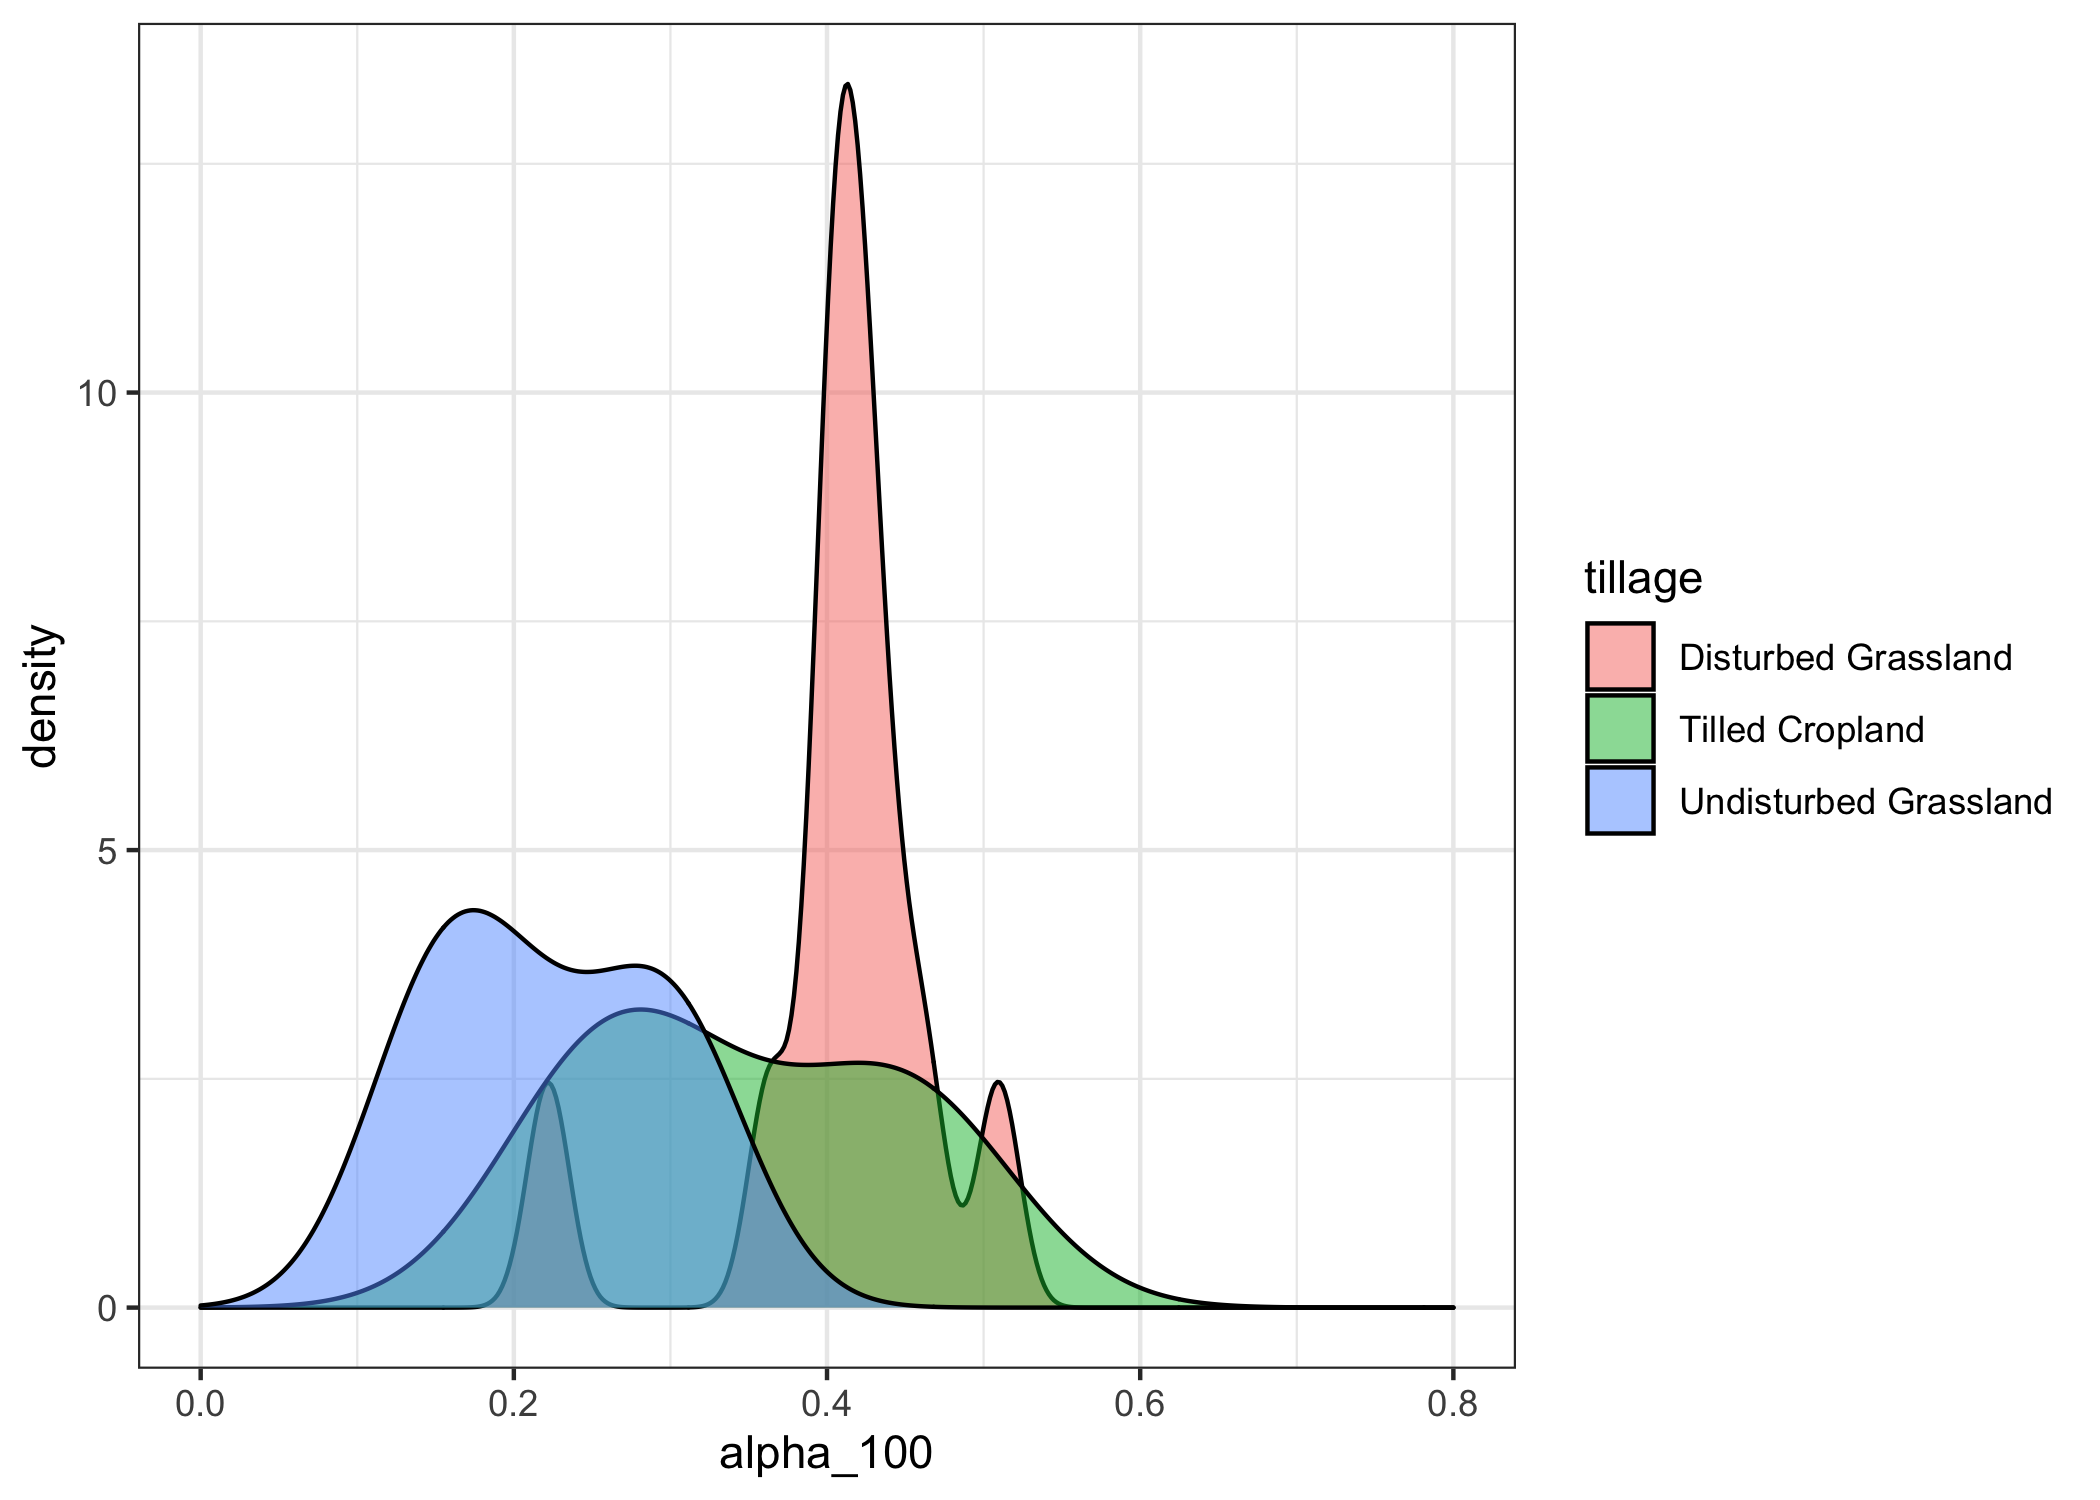 density
10
5
0
0.0 0.2 0.4 0.6 0.8
alpha_100
tillage
Disturbed Grassland
Tilled Cropland
Undisturbed Grassland